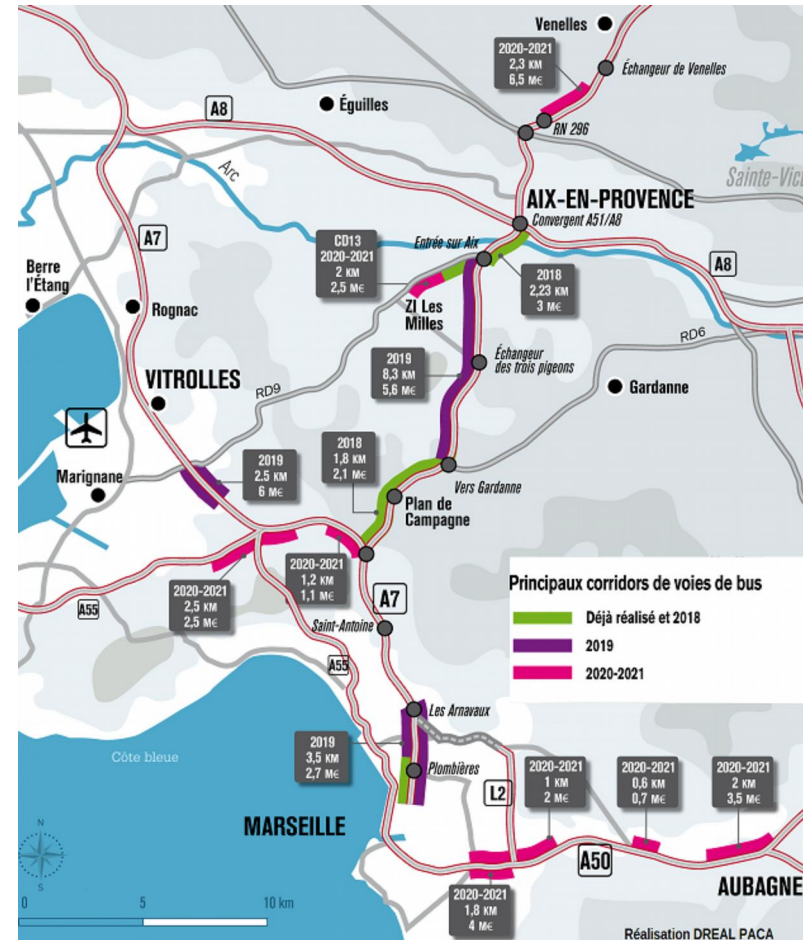 Venelles
2020-2021
2,3 KM
6,5 M€
Échangeur de Venelles
A8
Éguilles
RN 296
Arc
Sainte-Vic
AIX-EN-PROVENCE
Convergent A51/A8
A7
CD13
2020-2021
2 KM
2,5 M€
Entrée sur Aix
A8
Berre
l'Étang
2018
2,23 KM
3 M€
Rognac
ZI Les
Milles
RD6
2019
8,3 KM
5,6 M€
Échangeur
des trois pigeons
VITROLLES
RD9
Gardanne
2018
1,8 KM
2,1 M€
Marignane
2019
2.5 KM
6 M€
Vers Gardanne
Plan de
Campagne
2020-2021
2,5 KM
2,5 M€
2020-2021
1,2 KM
1,1 M€
A55
A7
Saint-Antoine
A55
Principaux corridors de voies de bus
Déjà réalisé et 2018
2019
2020-2021
Les Arnavaux
2019
3,5 KM
2,7 M€
Côte bleue
Plombières
L2
2020-2021
1 KM
2 M€
2020-2021
0,6 KM
0,7 M€
2020-2021
2 KM
3,5 M€
MARSEILLE
N
S
A50
AUBAGNE
2020-2021
1,8 KM
4 M€
0 5 10 km
Réalisation DREAL PACA